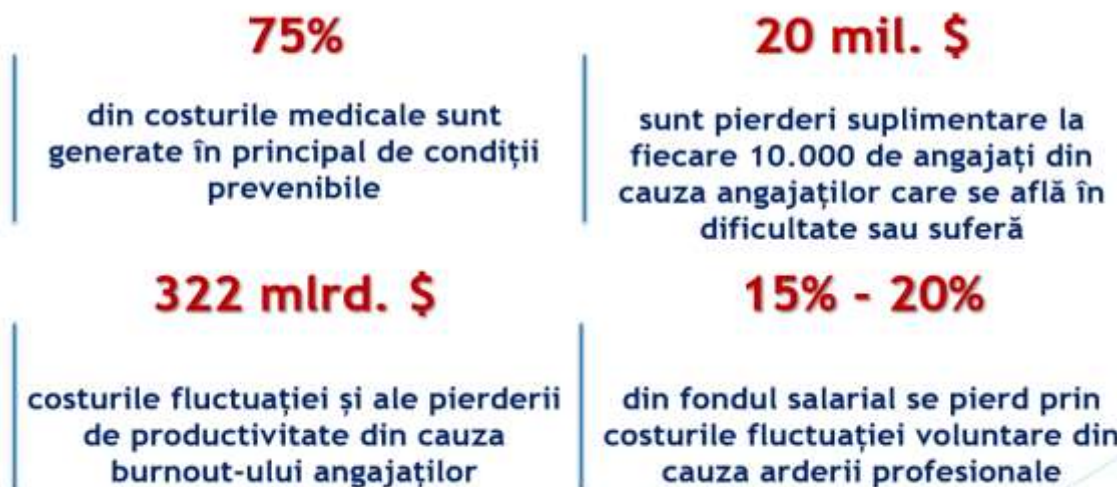 75%
din costurile medicale sunt
generate în principal de condiții
prevenibile
20 mil. $
sunt pierderi suplimentare la
fiecare 10.000 de angajați din
cauza angajaților care se află în
dificultate sau suferă
322 mlrd. $
costurile fluctuației și ale pierderii
de productivitate din cauza
burnout-ului angajaților
15% - 20%
din fondul salarial se pierd prin
costurile fluctuației voluntare din
cauza arderii profesionale